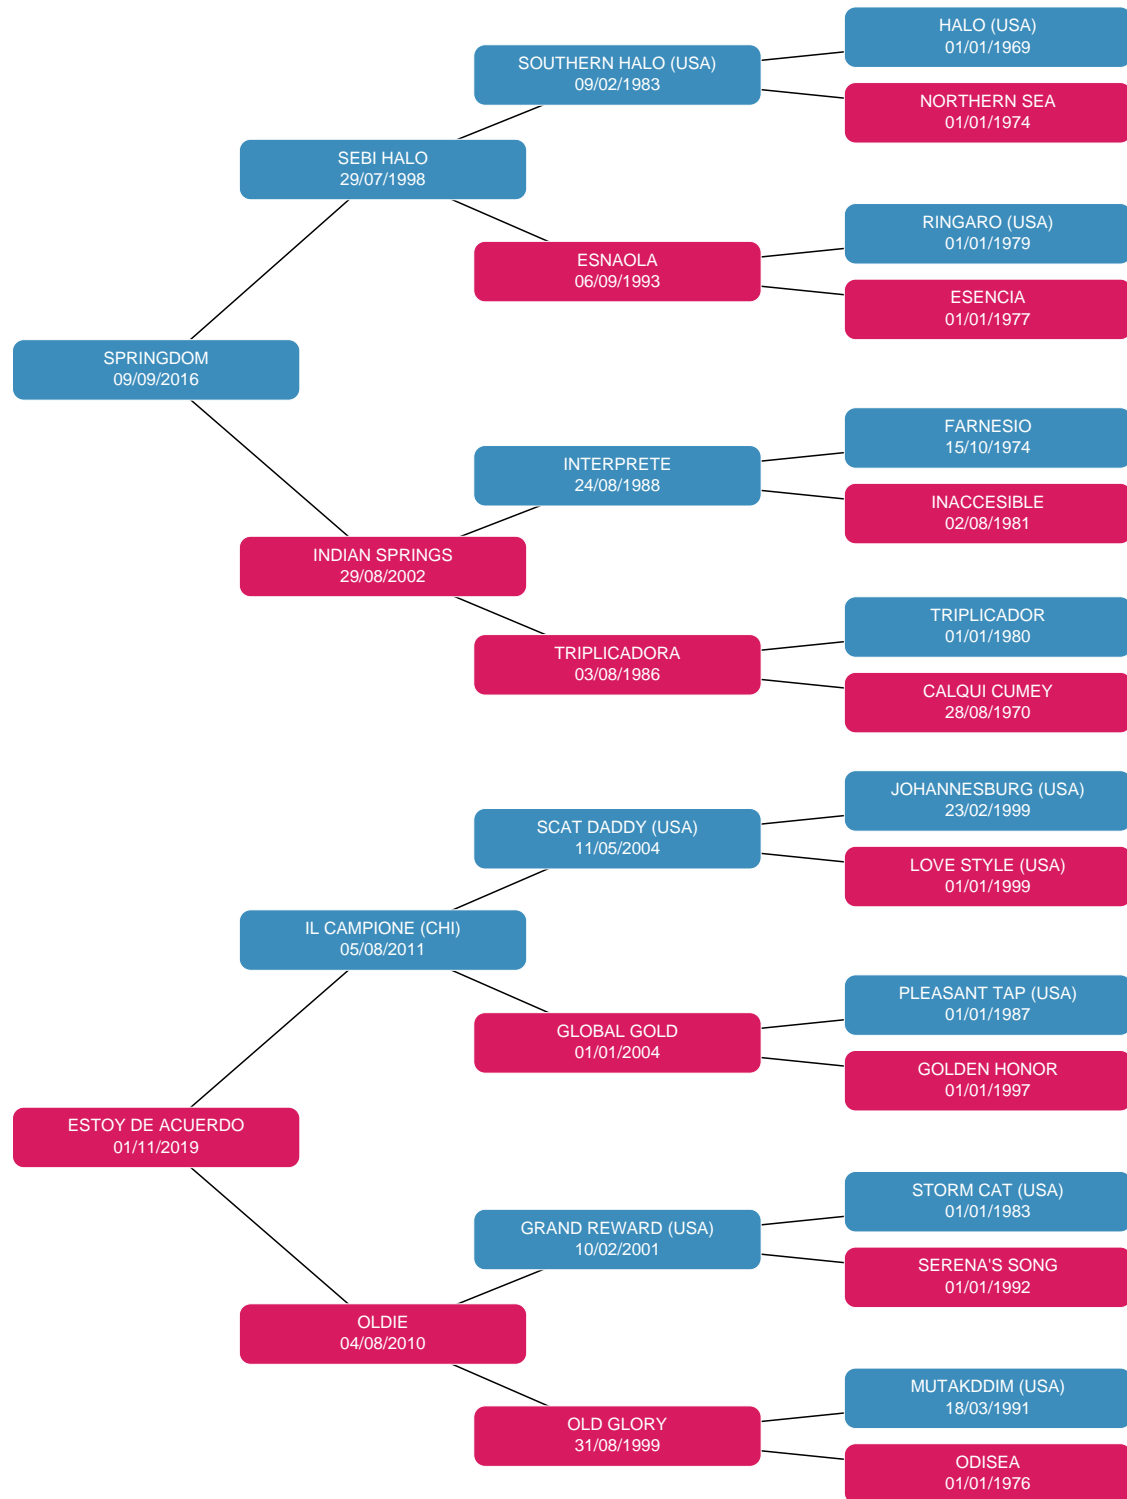 HALO (USA)
01/01/1969
SOUTHERN HALO (USA)
09/02/1983
NORTHERN SEA
01/01/1974
SEBI HALO
29/07/1998
RINGARO (USA)
01/01/1979
ESNAOLA
06/09/1993
ESENCIA
01/01/1977
SPRINGDOM
09/09/2016
FARNESIO
15/10/1974
INTERPRETE
24/08/1988
INACCESIBLE
02/08/1981
INDIAN SPRINGS
29/08/2002
TRIPLICADOR
01/01/1980
TRIPLICADORA
03/08/1986
CALQUI CUMEY
28/08/1970
JOHANNESBURG (USA)
23/02/1999
SCAT DADDY (USA)
11/05/2004
LOVE STYLE (USA)
01/01/1999
IL CAMPIONE (CHI)
05/08/2011
PLEASANT TAP (USA)
01/01/1987
GLOBAL GOLD
01/01/2004
GOLDEN HONOR
01/01/1997
ESTOY DE ACUERDO
01/11/2019
STORM CAT (USA)
01/01/1983
GRAND REWARD (USA)
10/02/2001
SERENA'S SONG
01/01/1992
OLDIE
04/08/2010
MUTAKDDIM (USA)
18/03/1991
OLD GLORY
31/08/1999
ODISEA
01/01/1976